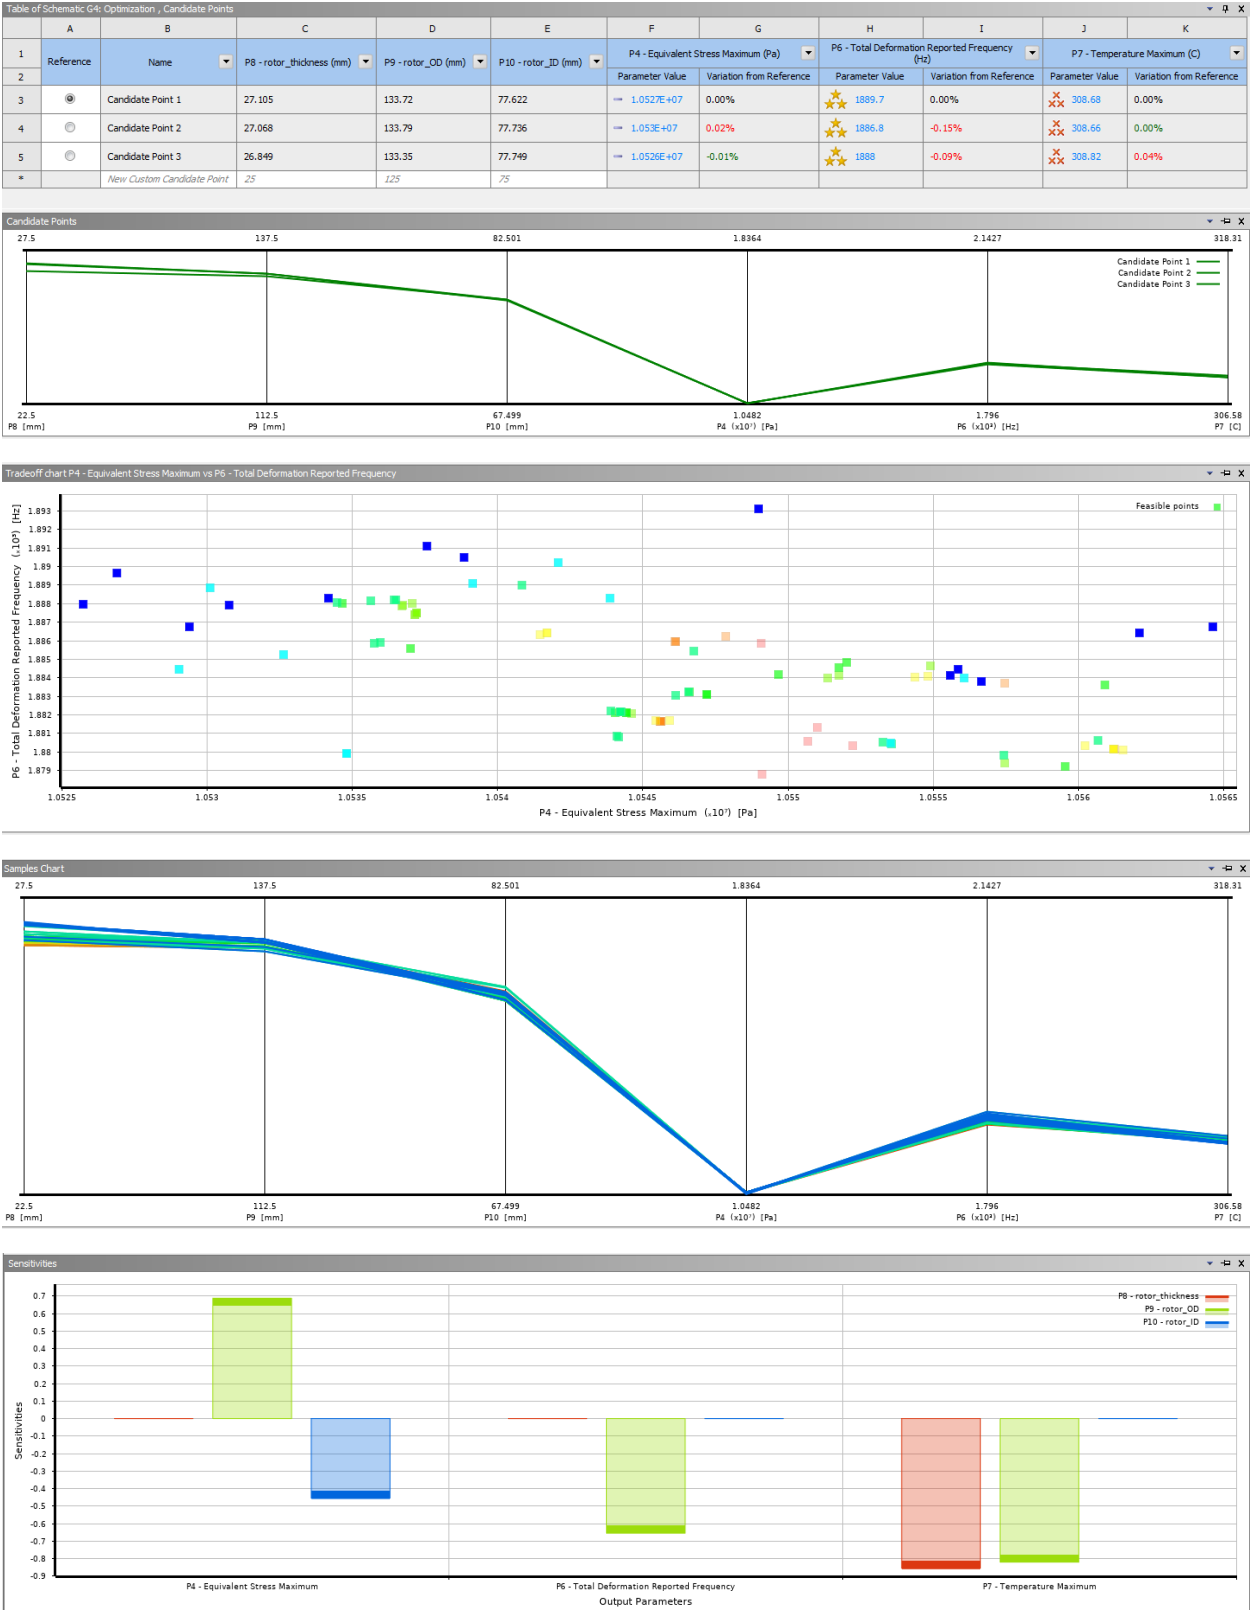 Table of Schematic G4: Optimization , Candidate Points
A B C D E F G H I J K
1 Reference Name P8 - rotor_thickness (mm) P9 - rotor_OD (mm) P10 - rotor_ID (mm) P4 - Equivalent Stress Maximum (Pa) P6 - Total Deformation Reported Frequency (Hz) P7 - Temperature Maximum (C)
2 Parameter Value Variation from Reference Parameter Value Variation from Reference Parameter Value Variation from Reference
3 Candidate Point 1 27.105 133.72 77.622 1.0527E+07 0.00% 1889.7 0.00% 308.68 0.00%
4 Candidate Point 2 27.068 133.79 77.736 1.053E+07 0.02% 1886.8 -0.15% 308.66 0.00%
5 Candidate Point 3 26.849 133.35 77.749 1.0526E+07 -0.01% 1888 -0.09% 308.82 0.04%
* New Custom Candidate Point 25 125 75
Candidate Points
27.5 137.5 82.501 1.8364 2.1427 318.31
Candidate Point 1
Candidate Point 2
Candidate Point 3
22.5 112.5 67.499 1.0482 1.796 306.58
P8 [mm] P9 [mm] P10 [mm] P4 (x10⁷) [Pa] P6 (x10³) [Hz] P7 [C]
Tradeoff chart P4 - Equivalent Stress Maximum vs P6 - Total Deformation Reported Frequency
P6 - Total Deformation Reported Frequency (x10³) [Hz]
Feasible points
1.893
1.892
1.891
1.89
1.889
1.888
1.887
1.886
1.885
1.884
1.883
1.882
1.881
1.88
1.879
1.0525 1.053 1.0535 1.054 1.0545 1.055 1.0555 1.056 1.0565
P4 - Equivalent Stress Maximum (x10⁷) [Pa]
Samples Chart
27.5 137.5 82.501 1.8364 2.1427 318.31
22.5 112.5 67.499 1.0482 1.796 306.58
P8 [mm] P9 [mm] P10 [mm] P4 (x10⁷) [Pa] P6 (x10³) [Hz] P7 [C]
Sensitivities
P8 - rotor_thickness
P9 - rotor_OD
P10 - rotor_ID
Sensitivities
0.7
0.6
0.5
0.4
0.3
0.2
0.1
0
-0.1
-0.2
-0.3
-0.4
-0.5
-0.6
-0.7
-0.8
-0.9
P4 - Equivalent Stress Maximum P6 - Total Deformation Reported Frequency P7 - Temperature Maximum
Output Parameters